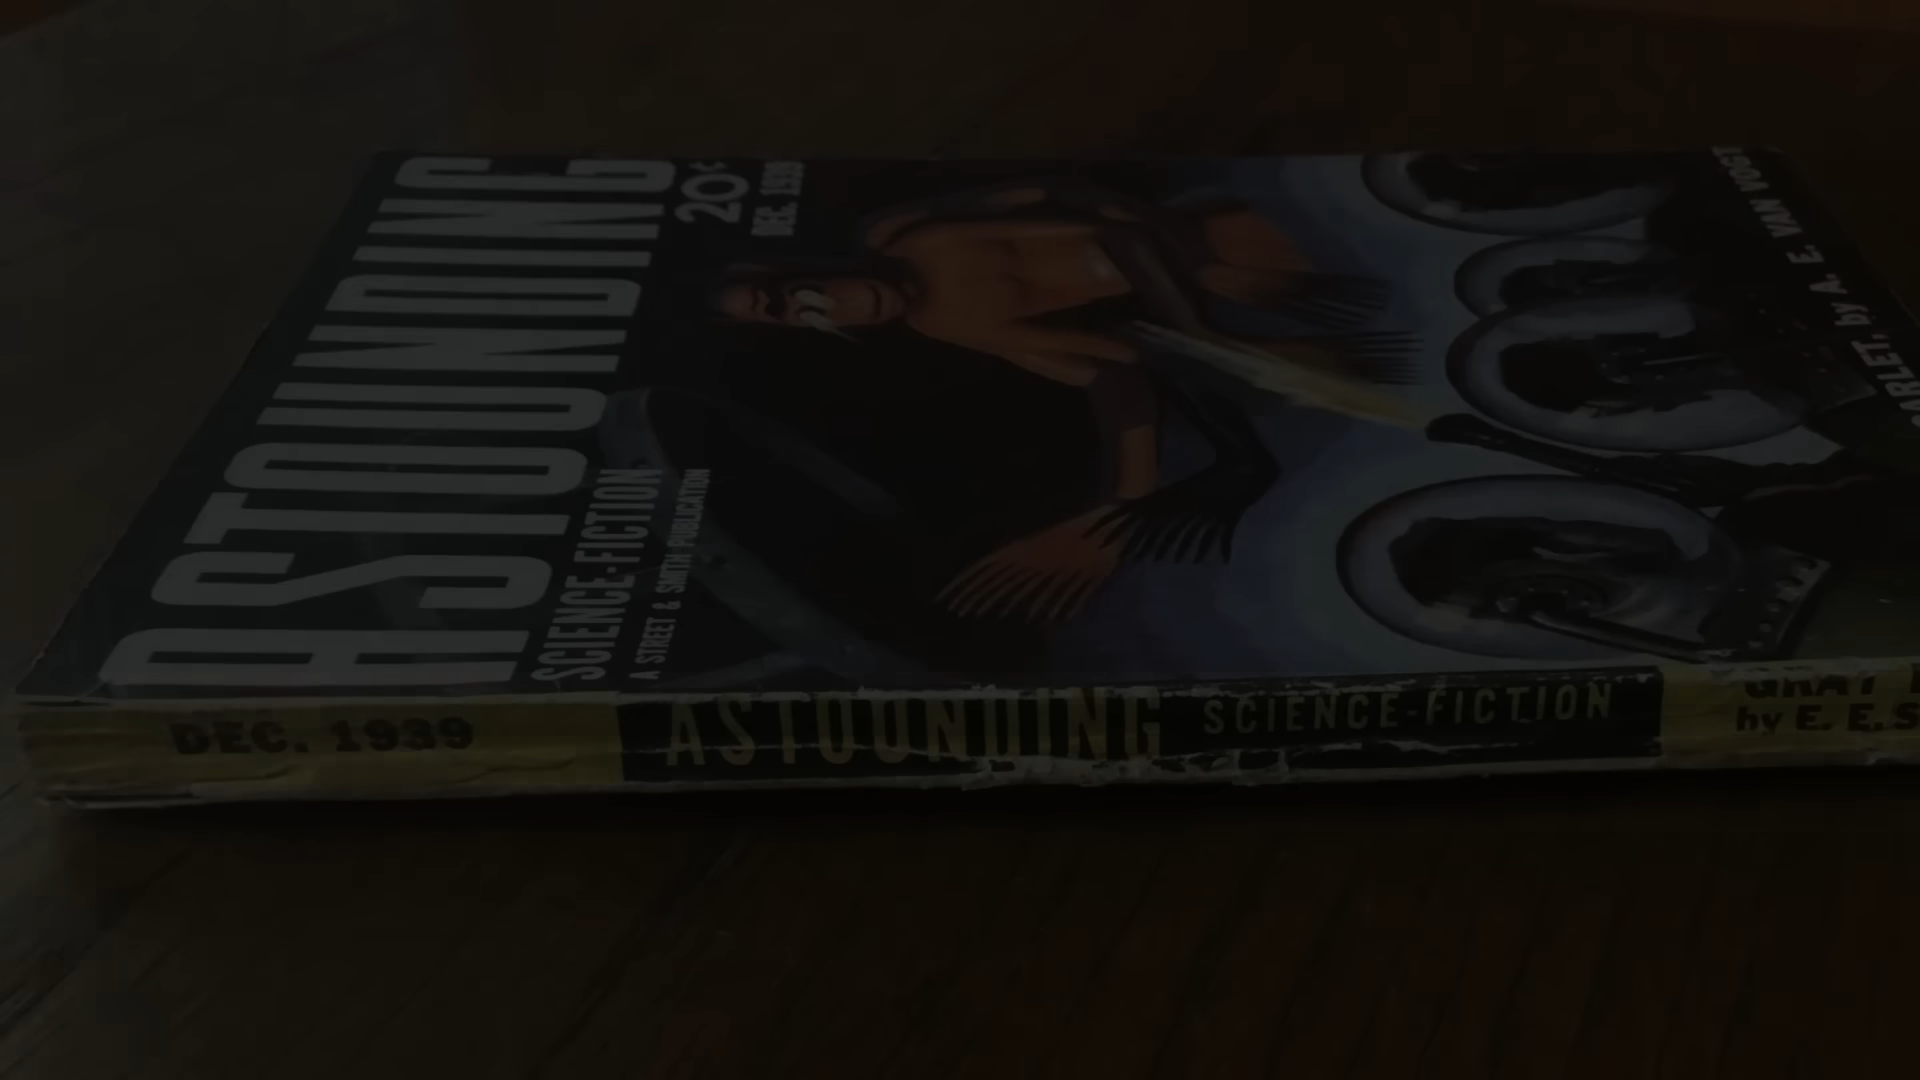 ASTOUNDING
SCIENCE-FICTION
A STREET & SMITH PUBLICATION
20¢
DEC. 1939
by A. E. VAN VOGT
DEC. 1939
ASTOUNDING SCIENCE-FICTION
GRAY
by E. E. S